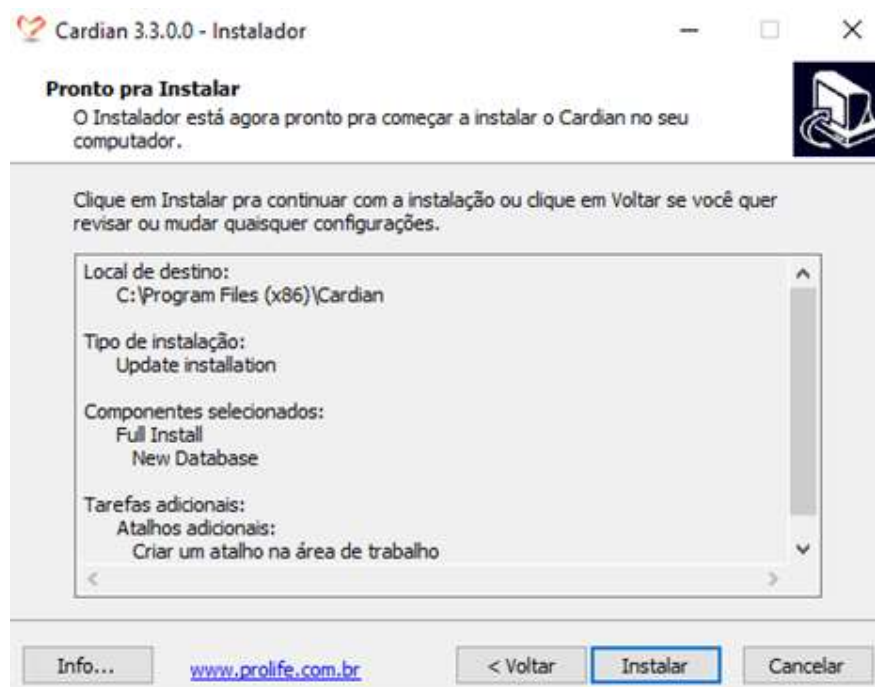 Cardian 3.3.0.0 - Instalador
Pronto pra Instalar
O Instalador está agora pronto pra começar a instalar o Cardian no seu
computador.
Clique em Instalar pra continuar com a instalação ou clique em Voltar se você quer
revisar ou mudar quaisquer configurações.
Local de destino:
C:\Program Files (x86)\Cardian
Tipo de instalação:
Update installation
Componentes selecionados:
Full Install
New Database
Tarefas adicionais:
Atalhos adicionais:
Criar um atalho na área de trabalho
Info... www.prolife.com.br < Voltar Instalar Cancelar